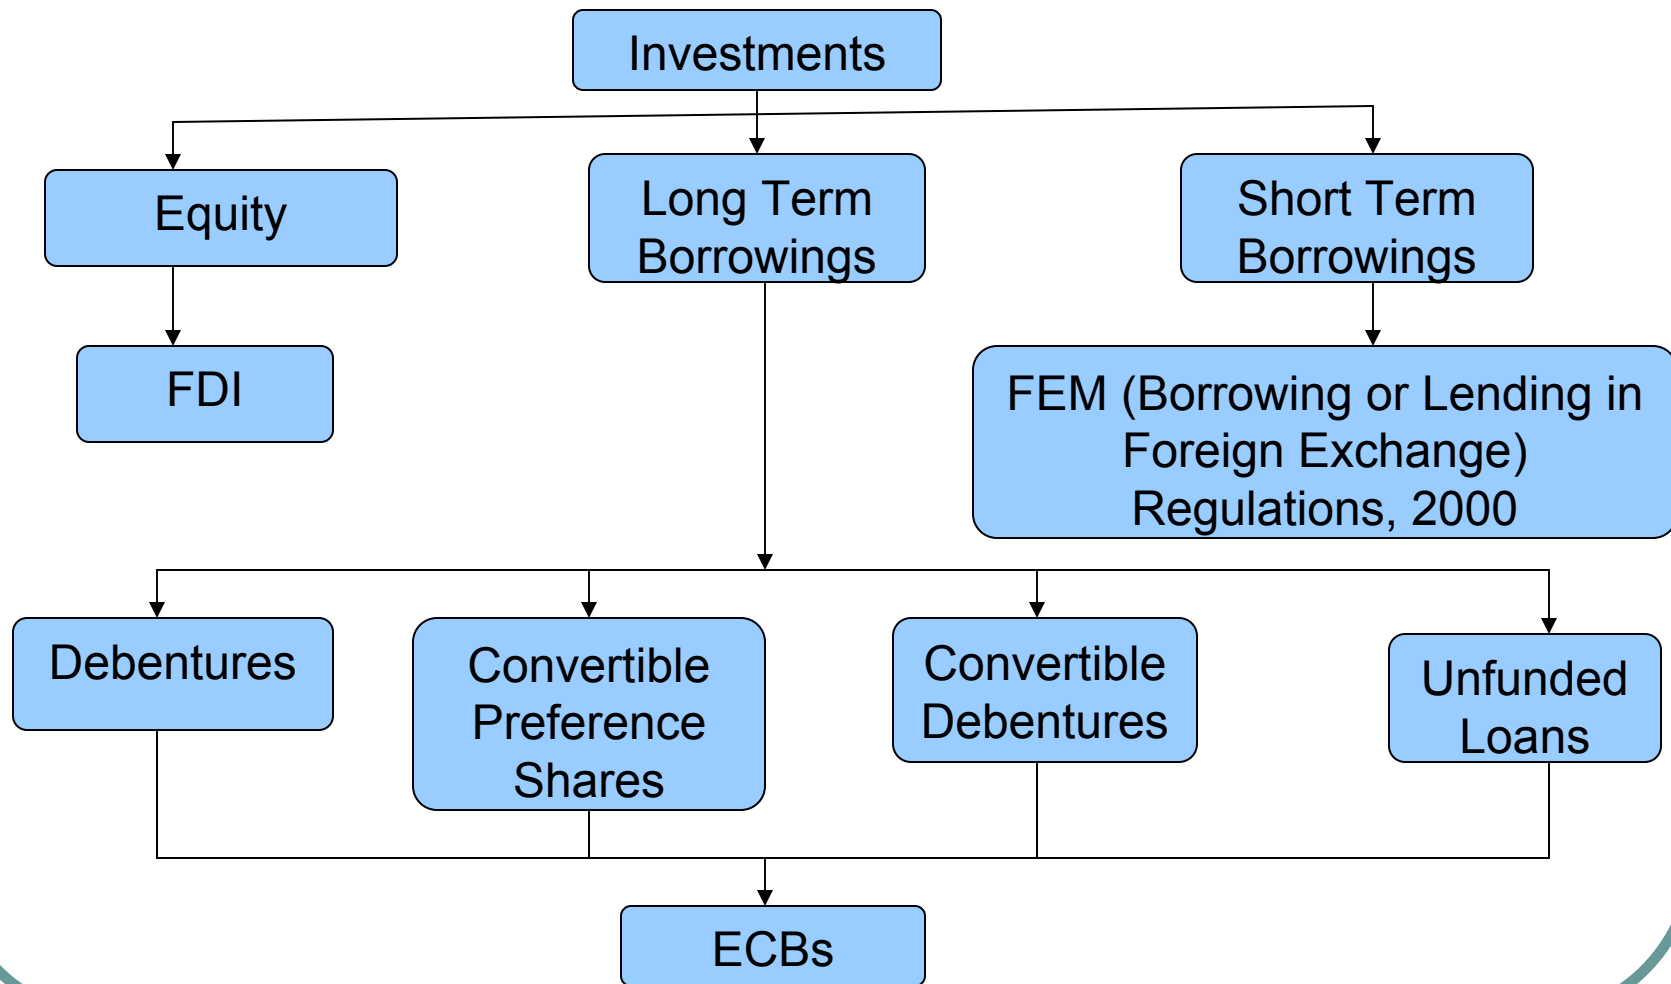 Investments
Equity
Long Term
Borrowings
Short Term
Borrowings
FDI
FEM (Borrowing or Lending in
Foreign Exchange)
Regulations, 2000
Debentures
Convertible
Preference
Shares
Convertible
Debentures
Unfunded
Loans
ECBs